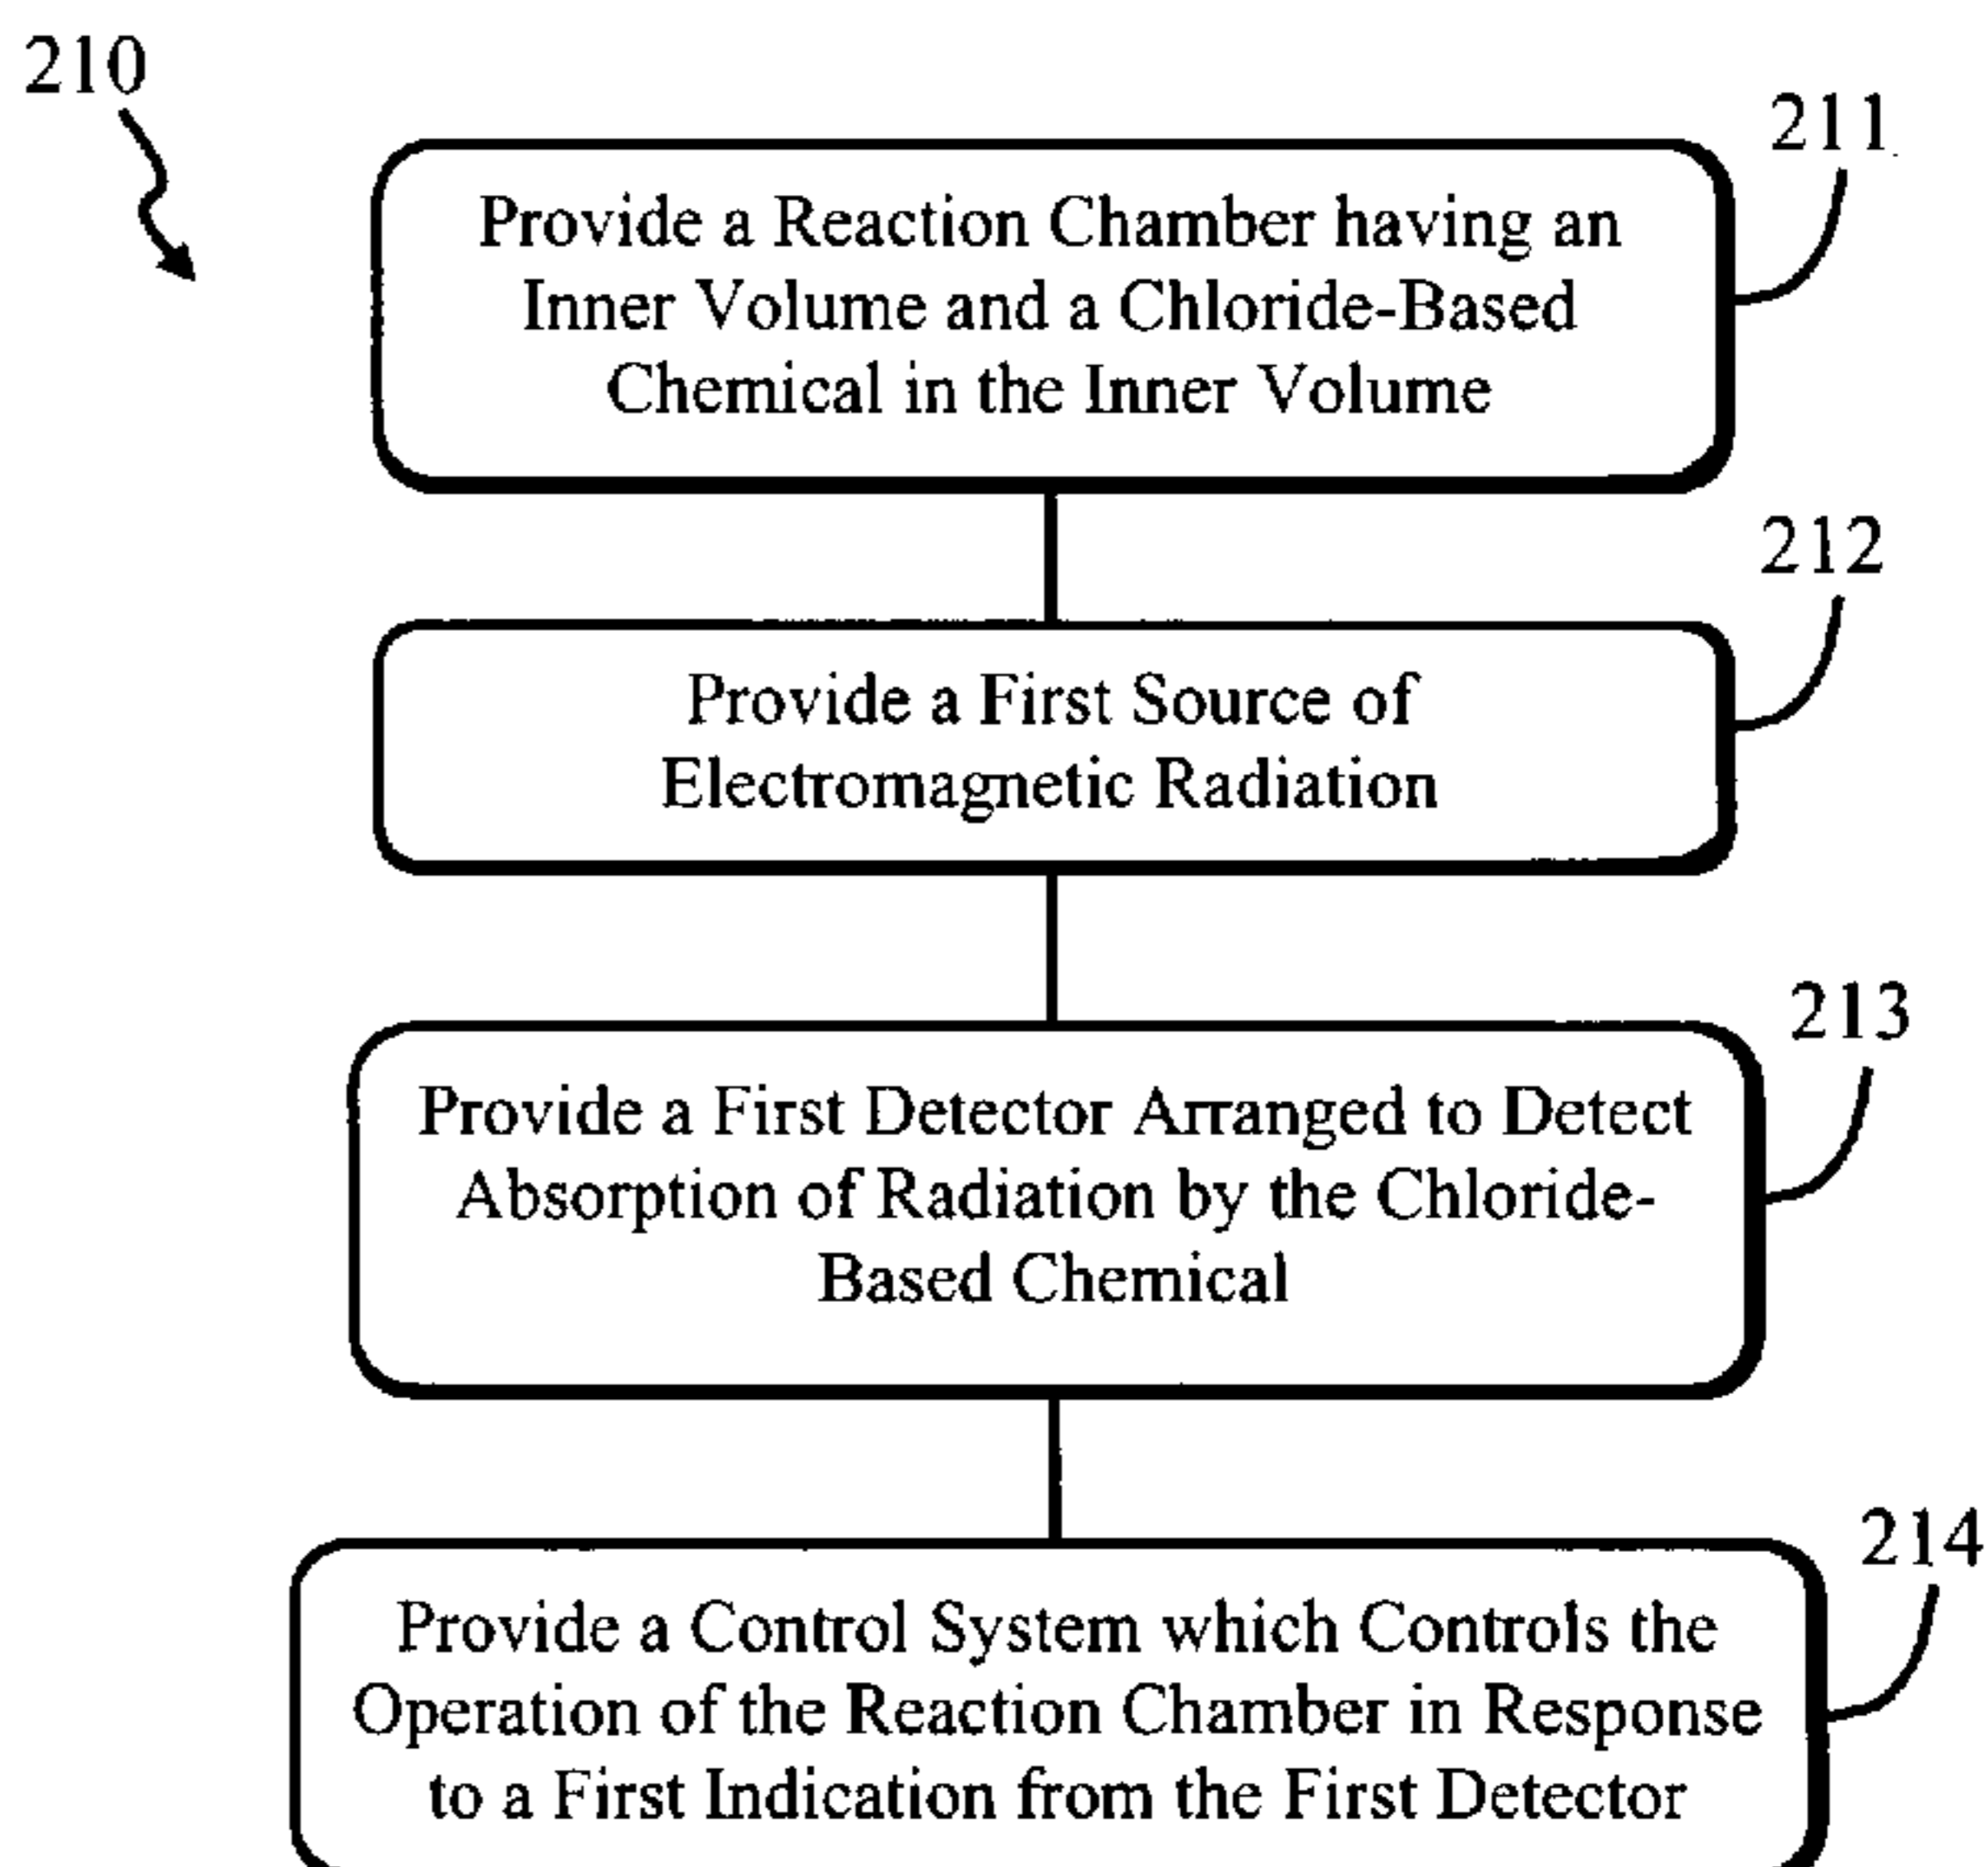 210
211
Provide a Reaction Chamber having an
Inner Volume and a Chloride-Based
Chemical in the Inner Volume
212
Provide a First Source of
Electromagnetic Radiation
213
Provide a First Detector Arranged to Detect
Absorption of Radiation by the Chloride-
Based Chemical
214
Provide a Control System which Controls the
Operation of the Reaction Chamber in Response
to a First Indication from the First Detector